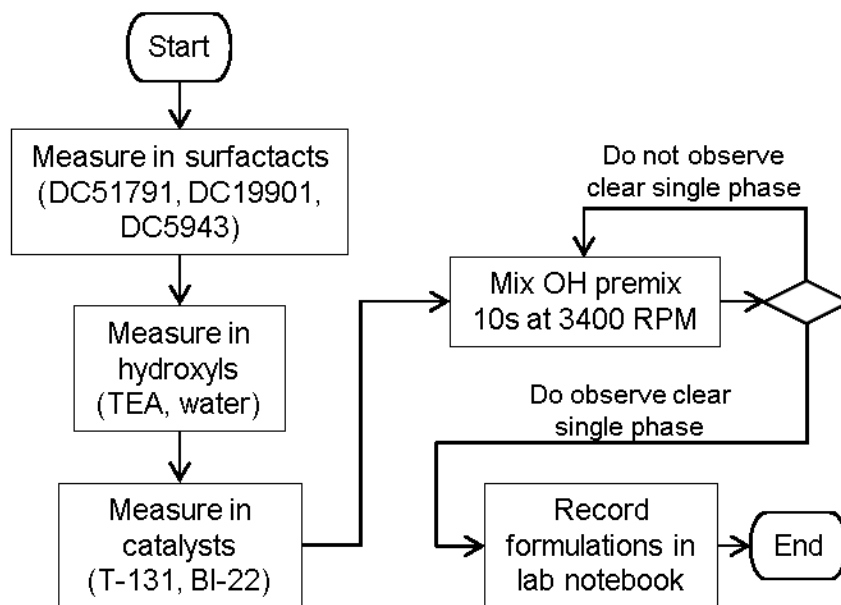 Start
Measure in surfactacts
(DC51791, DC19901,
DC5943)
Measure in
hydroxyls
(TEA, water)
Measure in
catalysts
(T-131, BI-22)
Do not observe
clear single phase
Mix OH premix
10s at 3400 RPM
Do observe clear
single phase
Record
formulations in
lab notebook
End